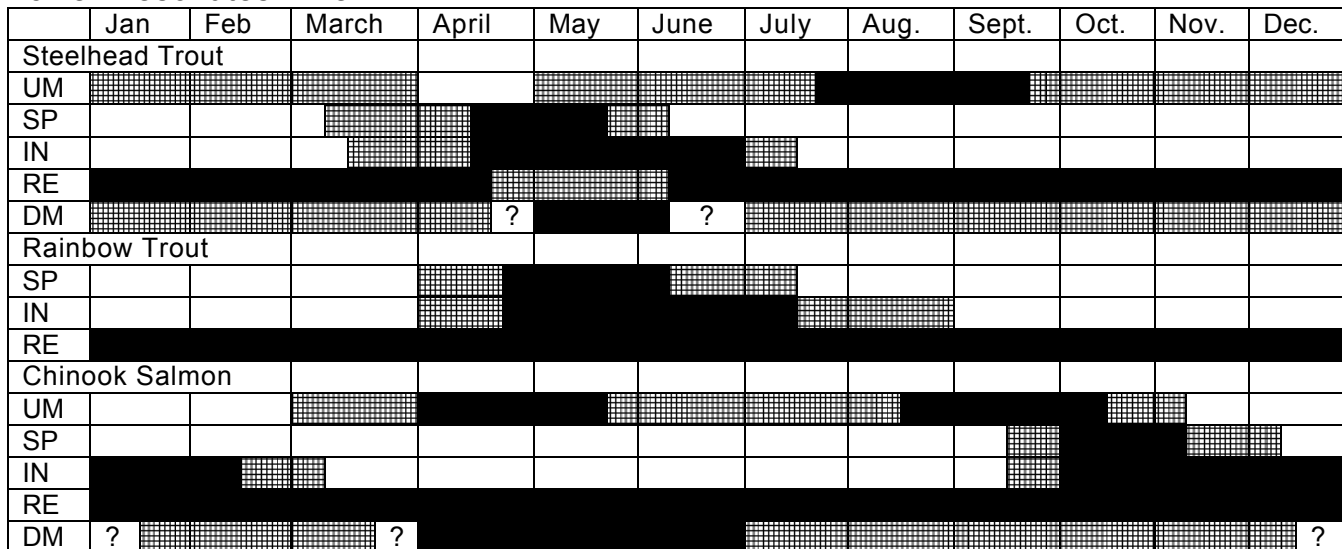 Jan Feb March April May June July Aug. Sept. Oct. Nov. Dec.
Steelhead Trout
UM
SP
IN
RE
DM ? ?
Rainbow Trout
SP
IN
RE
Chinook Salmon
UM
SP
IN
RE
DM ? ? ?